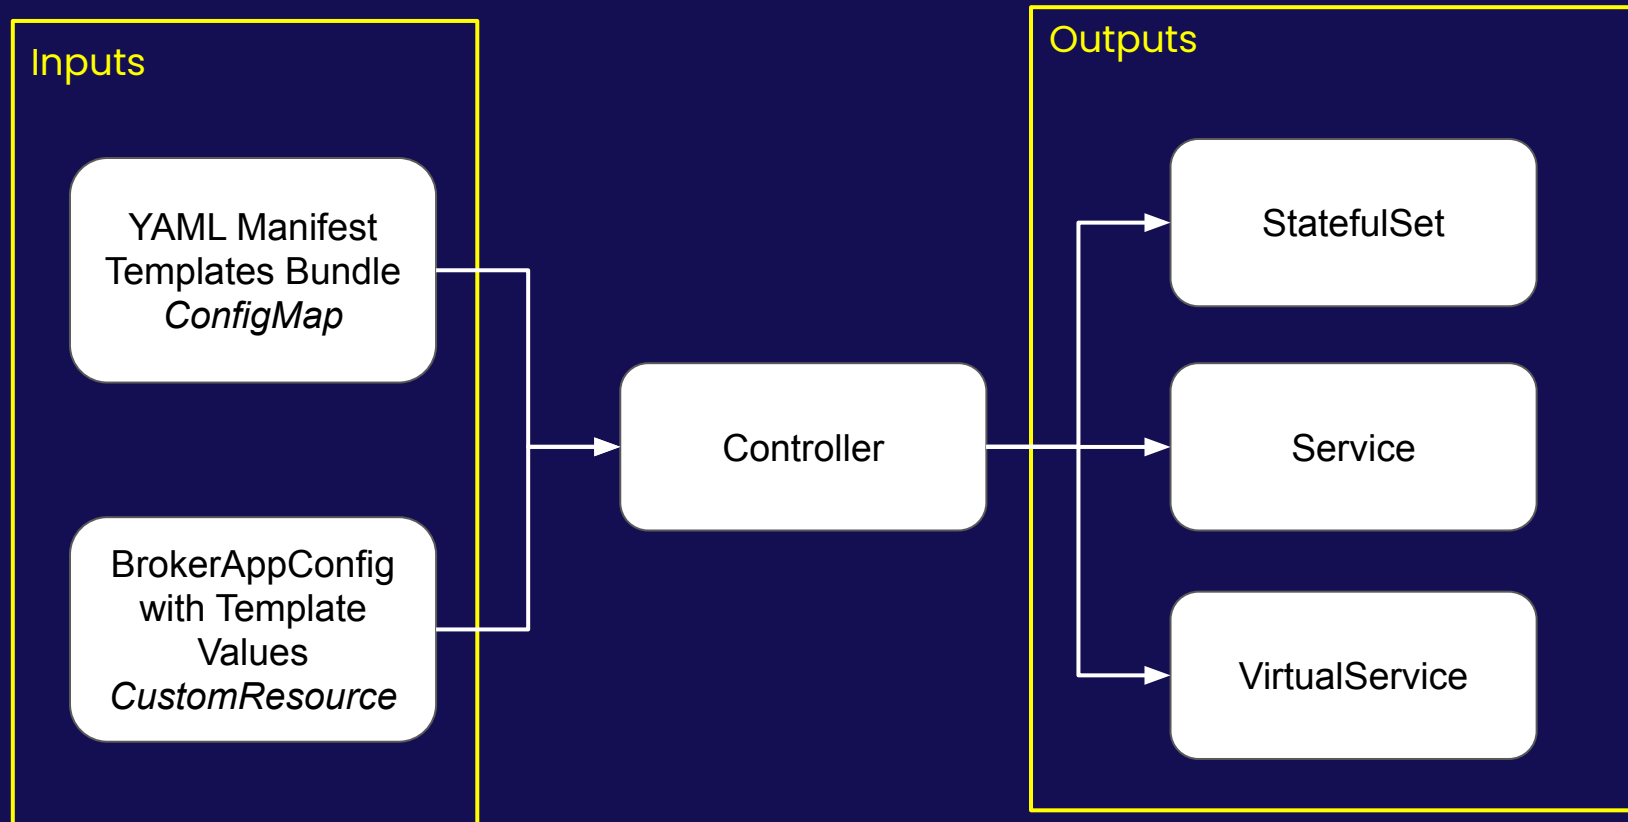 Inputs
YAML Manifest
Templates Bundle
ConfigMap
BrokerAppConfig
with Template
Values
CustomResource
Controller
Outputs
StatefulSet
Service
VirtualService